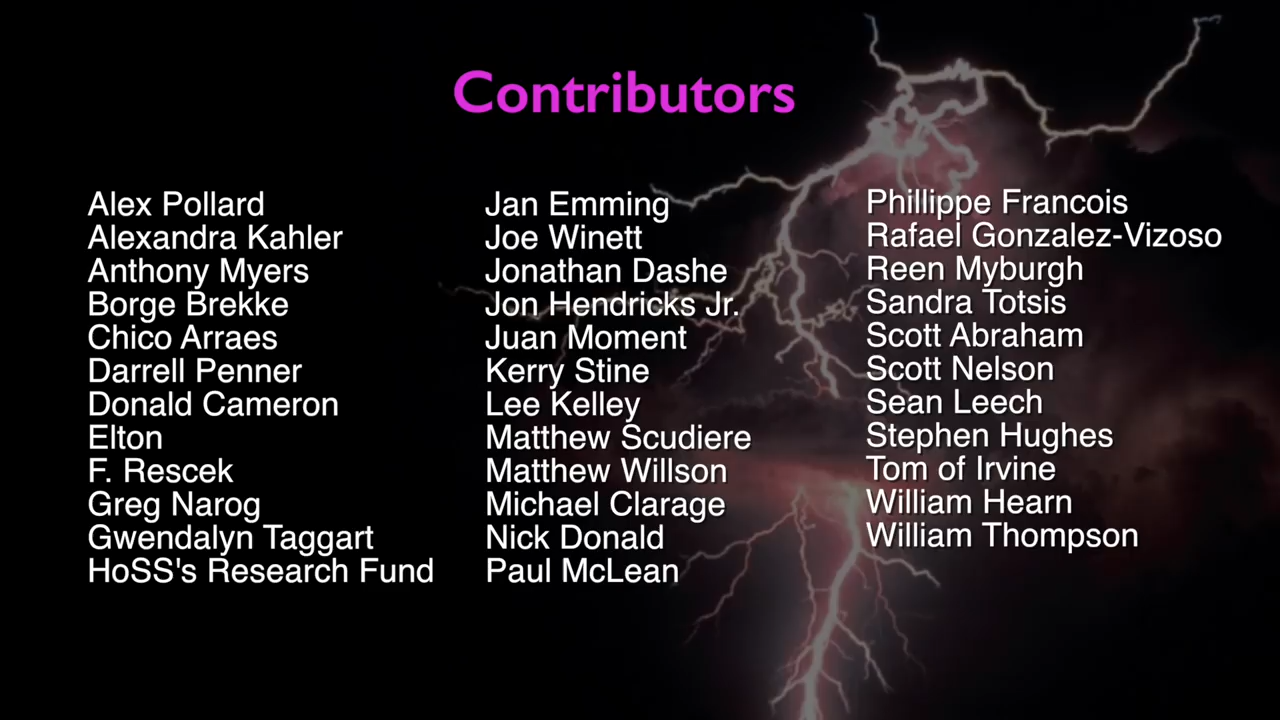 Contributors
Alex Pollard
Alexandra Kahler
Anthony Myers
Borge Brekke
Chico Arraes
Darrell Penner
Donald Cameron
Elton
F. Rescek
Greg Narog
Gwendalyn Taggart
HoSS's Research Fund
Jan Emming
Joe Winett
Jonathan Dashe
Jon Hendricks Jr.
Juan Moment
Kerry Stine
Lee Kelley
Matthew Scudiere
Matthew Willson
Michael Clarage
Nick Donald
Paul McLean
Phillippe Francois
Rafael Gonzalez-Vizoso
Reen Myburgh
Sandra Totsis
Scott Abraham
Scott Nelson
Sean Leech
Stephen Hughes
Tom of Irvine
William Hearn
William Thompson